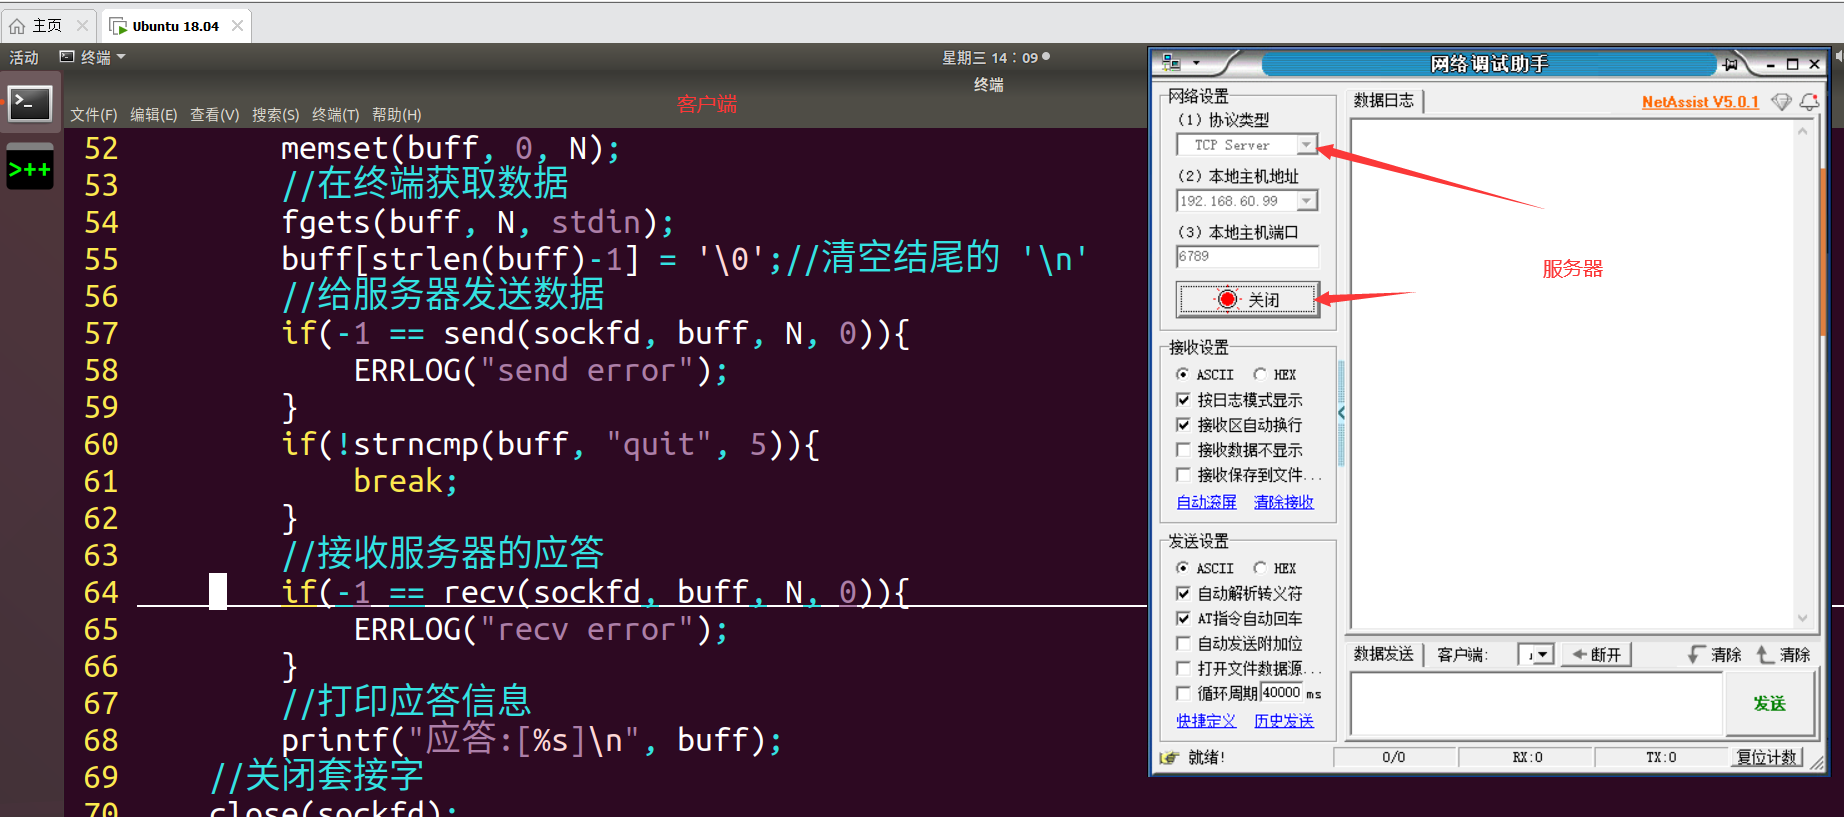 主页
Ubuntu 18.04
活动
终端
星期三 14：09
终端
文件(F) 编辑(E) 查看(V) 搜索(S) 终端(T) 帮助(H)
客户端
52 memset(buff, 0, N);
53 //在终端获取数据
54 fgets(buff, N, stdin);
55 buff[strlen(buff)-1] = '\0';//清空结尾的 '\n'
56 //给服务器发送数据
57 if(-1 == send(sockfd, buff, N, 0)){
58 ERRLOG("send error");
59 }
60 if(!strncmp(buff, "quit", 5)){
61 break;
62 }
63 //接收服务器的应答
64 if(-1 == recv(sockfd, buff, N, 0)){
65 ERRLOG("recv error");
66 }
67 //打印应答信息
68 printf("应答:[%s]\n", buff);
69 //关闭套接字
70 close(sockfd);
>++
网络调试助手
网络设置
(1) 协议类型
TCP Server
(2) 本地主机地址
192.168.60.99
(3) 本地主机端口
6789
关闭
接收设置
ASCII HEX
按日志模式显示
接收区自动换行
接收数据不显示
接收保存到文件...
自动滚屏 清除接收
发送设置
ASCII HEX
自动解析转义符
AT指令自动回车
自动发送附加位
打开文件数据源...
循环周期 40000 ms
快捷定义 历史发送
数据日志
NetAssist V5.0.1
服务器
数据发送 客户端: 断开 清除 清除
发送
就绪! 0/0 RX:0 TX:0 复位计数